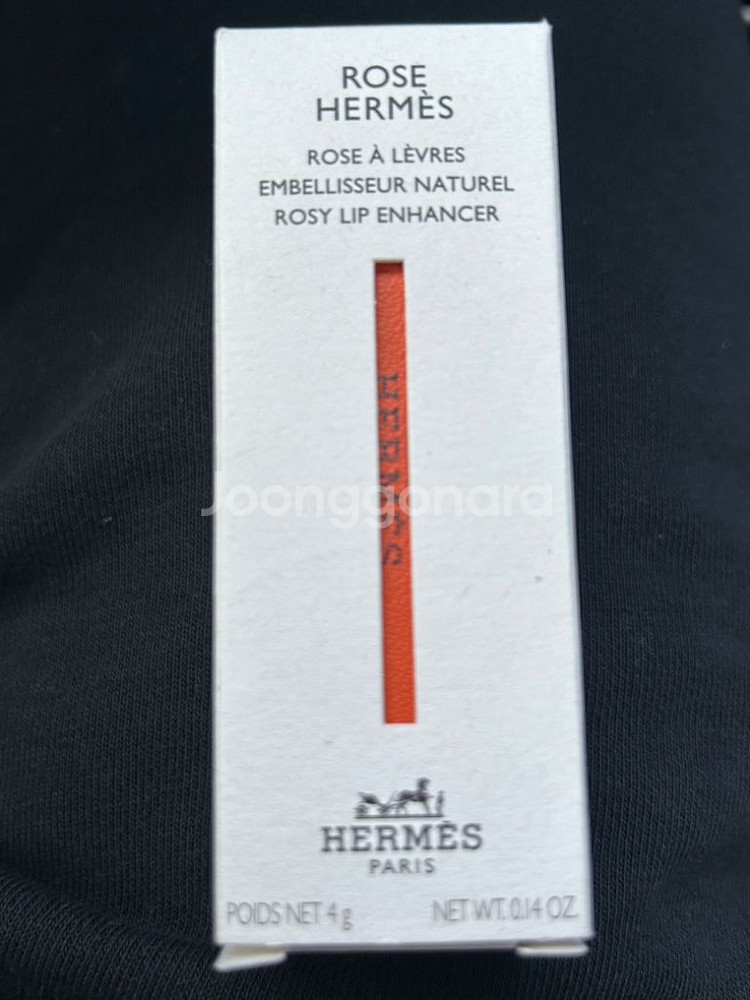 ROSE
HERMÈS
ROSE À LÈVRES
EMBELLISSEUR NATUREL
ROSY LIP ENHANCER
HERMÈS
Joonggonara
HERMÈS
PARIS
POIDS NET 4 g NET WT. 0.14 OZ.